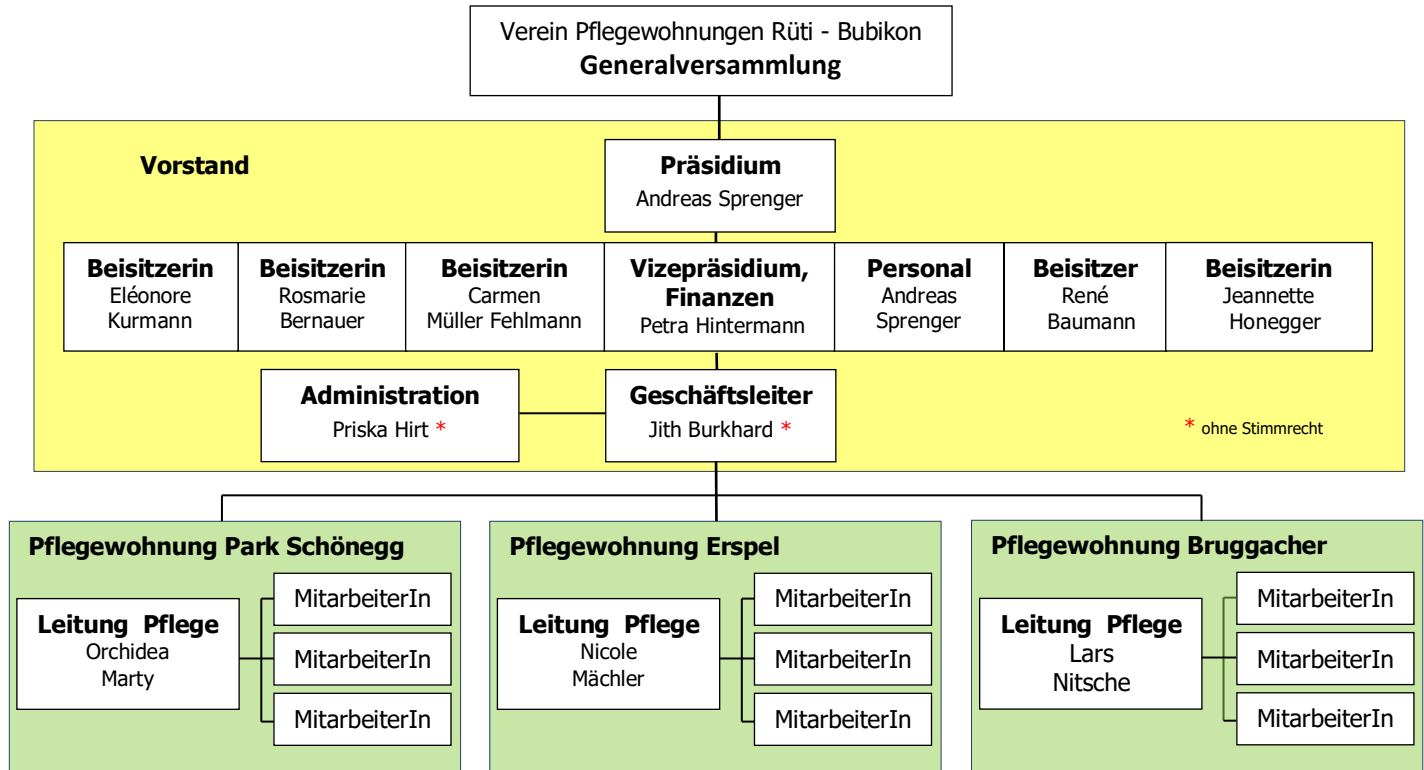 Verein Pflegewohnungen Rüti - Bubikon
Generalversammlung
Vorstand
Präsidium
Andreas Sprenger
Beisitzerin
Eléonore
Kurmann
Beisitzerin
Rosmarie
Bernauer
Beisitzerin
Carmen
Müller Fehlmann
Vizepräsidium,
Finanzen
Petra Hintermann
Personal
Andreas
Sprenger
Beisitzer
René
Baumann
Beisitzerin
Jeannette
Honegger
Administration
Priska Hirt *
Geschäftsleiter
Jith Burkhard *
* ohne Stimmrecht
Pflegewohnung Park Schönegg
Leitung Pflege
Orchidea
Marty
MitarbeiterIn
MitarbeiterIn
MitarbeiterIn
Pflegewohnung Erspel
Leitung Pflege
Nicole
Mächler
MitarbeiterIn
MitarbeiterIn
MitarbeiterIn
Pflegewohnung Bruggacher
Leitung Pflege
Lars
Nitsche
MitarbeiterIn
MitarbeiterIn
MitarbeiterIn